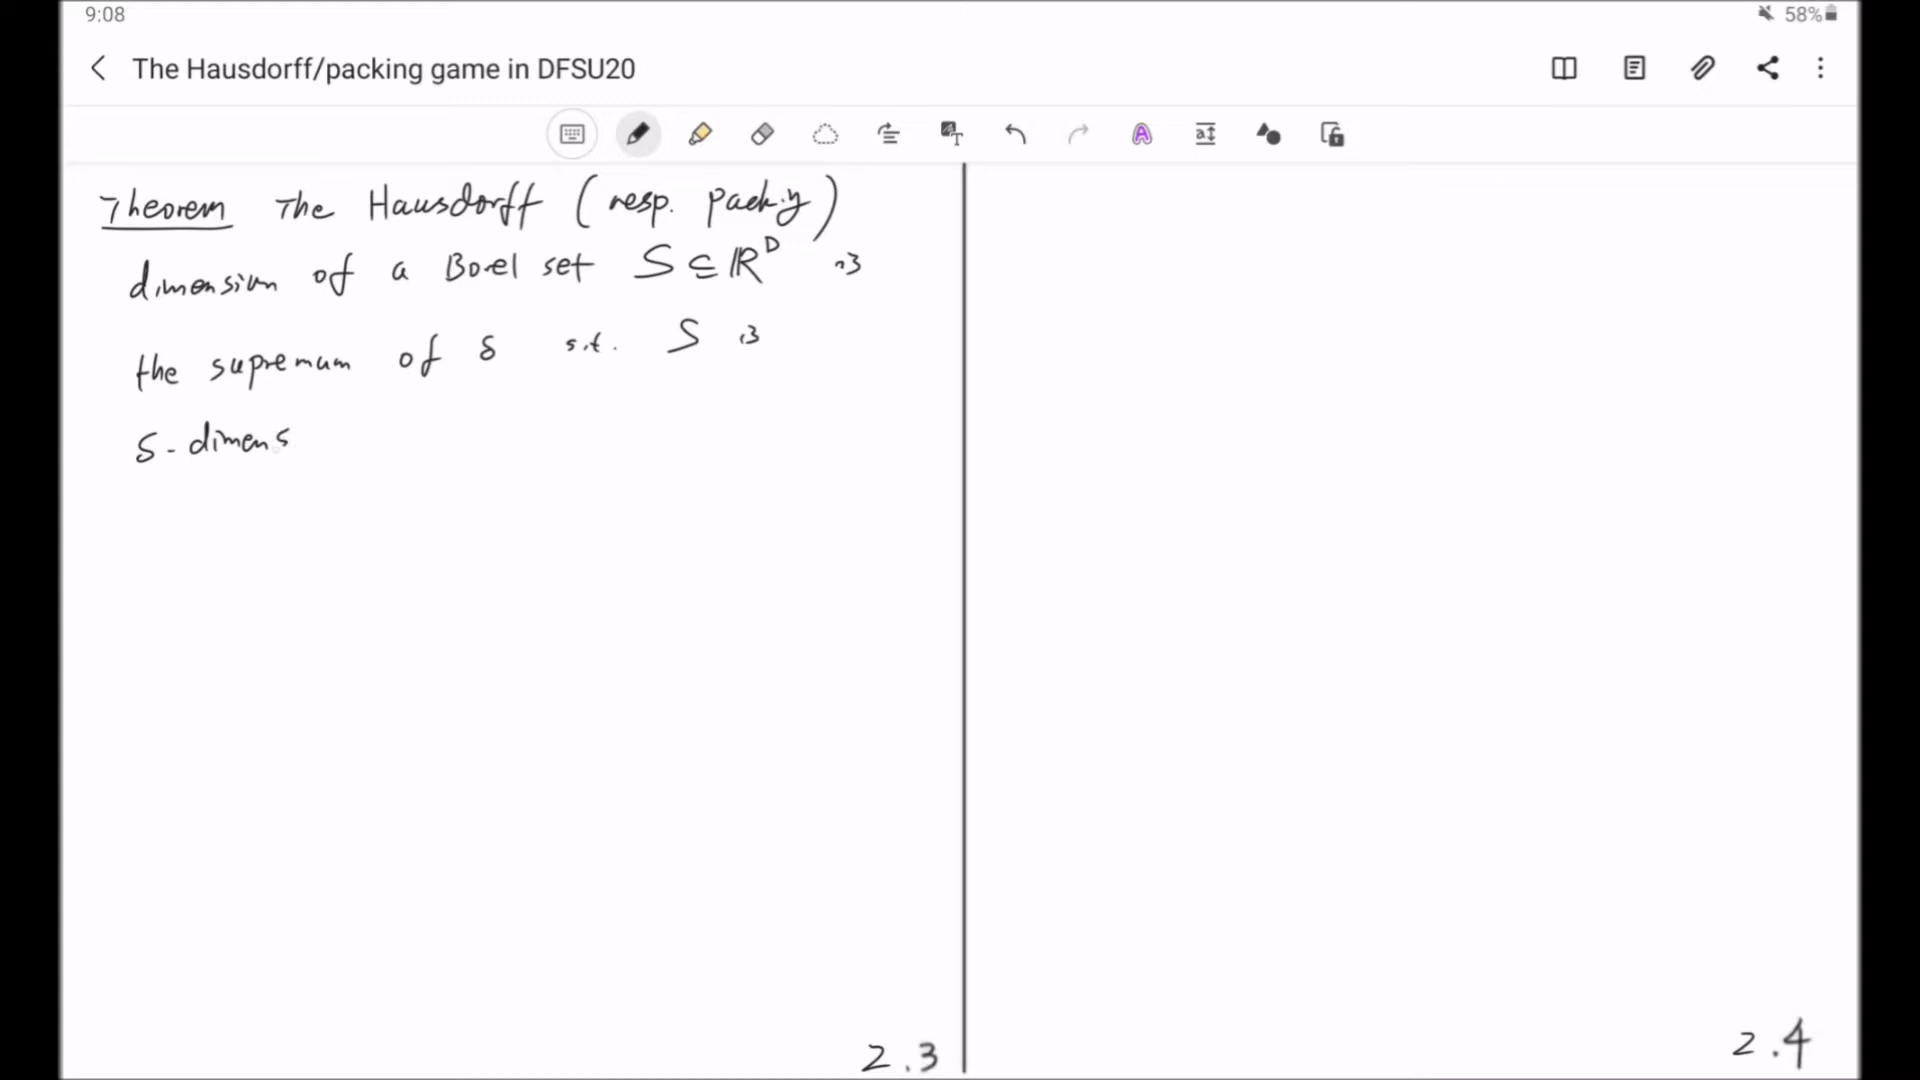 9:08
58%
The Hausdorff/packing game in DFSU20
Theorem The Hausdorff (resp. packing)
dimension of a Borel set S ⊆ ℝ^D is
the supremum of δ s.t. S is
δ-dimens
2.3
2.4